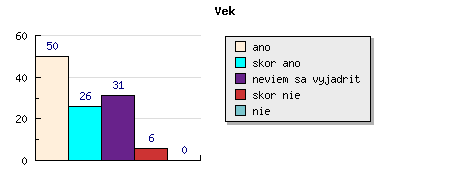 Vek
60
50
ano
skor ano
40
26
31
neviem sa vyjadrit
skor nie
20
nie
6
0
0